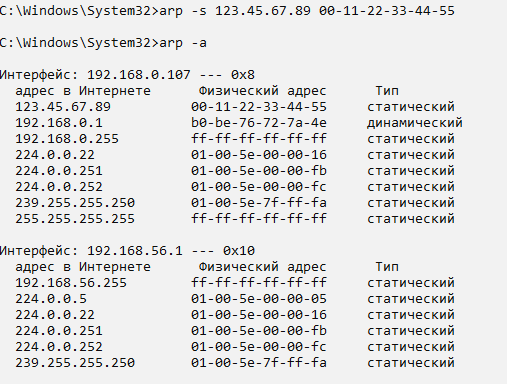 C:\Windows\System32>arp -s 123.45.67.89 00-11-22-33-44-55
C:\Windows\System32>arp -a
Интерфейс: 192.168.0.107 --- 0x8
адрес в Интернете Физический адрес Тип
123.45.67.89 00-11-22-33-44-55 статический
192.168.0.1 b0-be-76-72-7a-4e динамический
192.168.0.255 ff-ff-ff-ff-ff-ff статический
224.0.0.22 01-00-5e-00-00-16 статический
224.0.0.251 01-00-5e-00-00-fb статический
224.0.0.252 01-00-5e-00-00-fc статический
239.255.255.250 01-00-5e-7f-ff-fa статический
255.255.255.255 ff-ff-ff-ff-ff-ff статический
Интерфейс: 192.168.56.1 --- 0x10
адрес в Интернете Физический адрес Тип
192.168.56.255 ff-ff-ff-ff-ff-ff статический
224.0.0.5 01-00-5e-00-00-05 статический
224.0.0.22 01-00-5e-00-00-16 статический
224.0.0.251 01-00-5e-00-00-fb статический
224.0.0.252 01-00-5e-00-00-fc статический
239.255.255.250 01-00-5e-7f-ff-fa статический